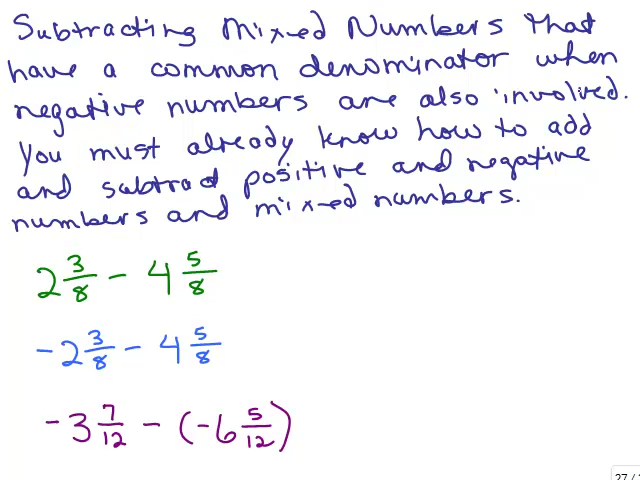 Subtracting Mixed Numbers that
have a common denominator when
negative numbers are also involved.
You must already know how to add
and subtract positive and negative
numbers and mixed numbers.
2 3/8 - 4 5/8
-2 3/8 - 4 5/8
-3 7/12 - (-6 5/12)